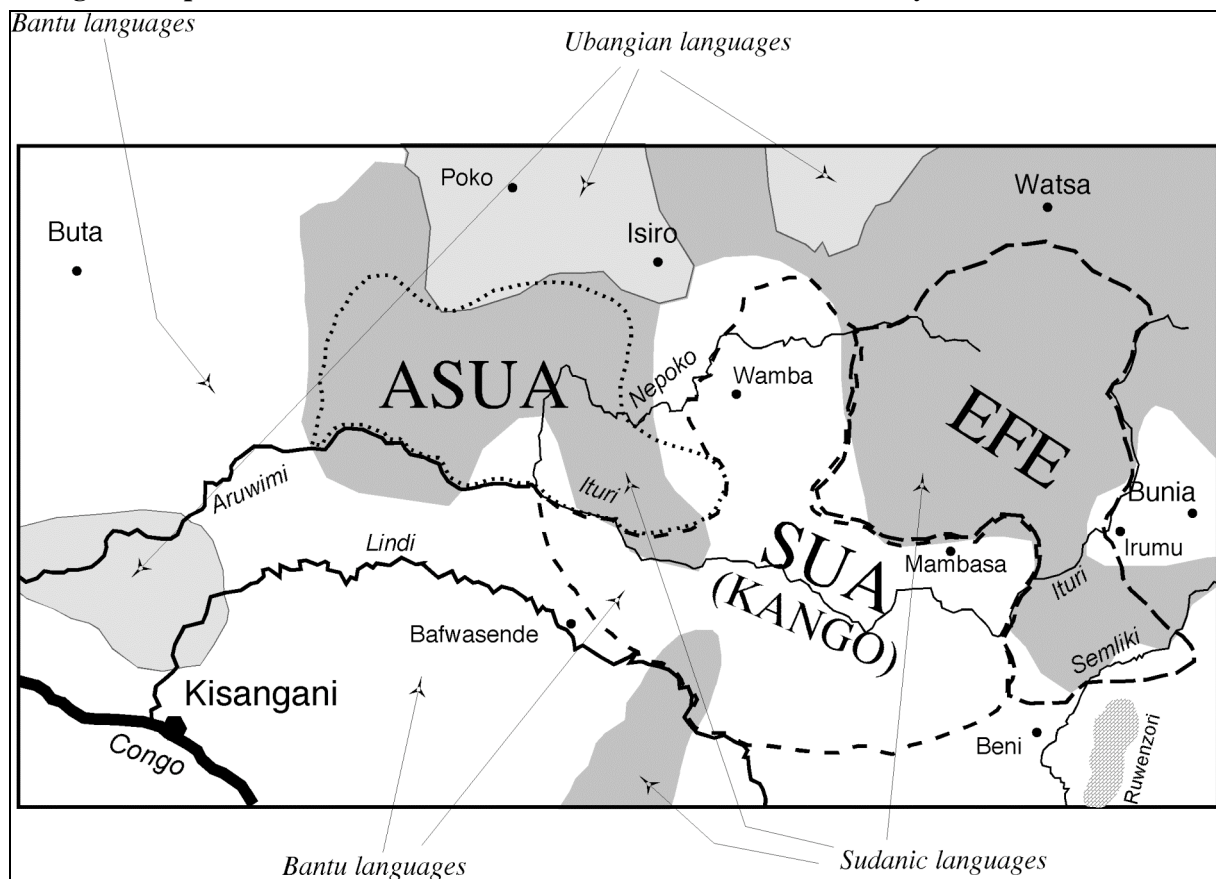 Bantu languages
Ubangian languages
Poko
Watsa
Buta
Isiro
ASUA
Nepoko
Wamba
EFE
Aruwimi
Ituri
Bunia
Lindi
SUA
(KANGO)
Mambasa
Irumu
Ituri
Bafwasende
Semliki
Kisangani
Congo
Beni
Ruwenzori
Bantu languages
Sudanic languages